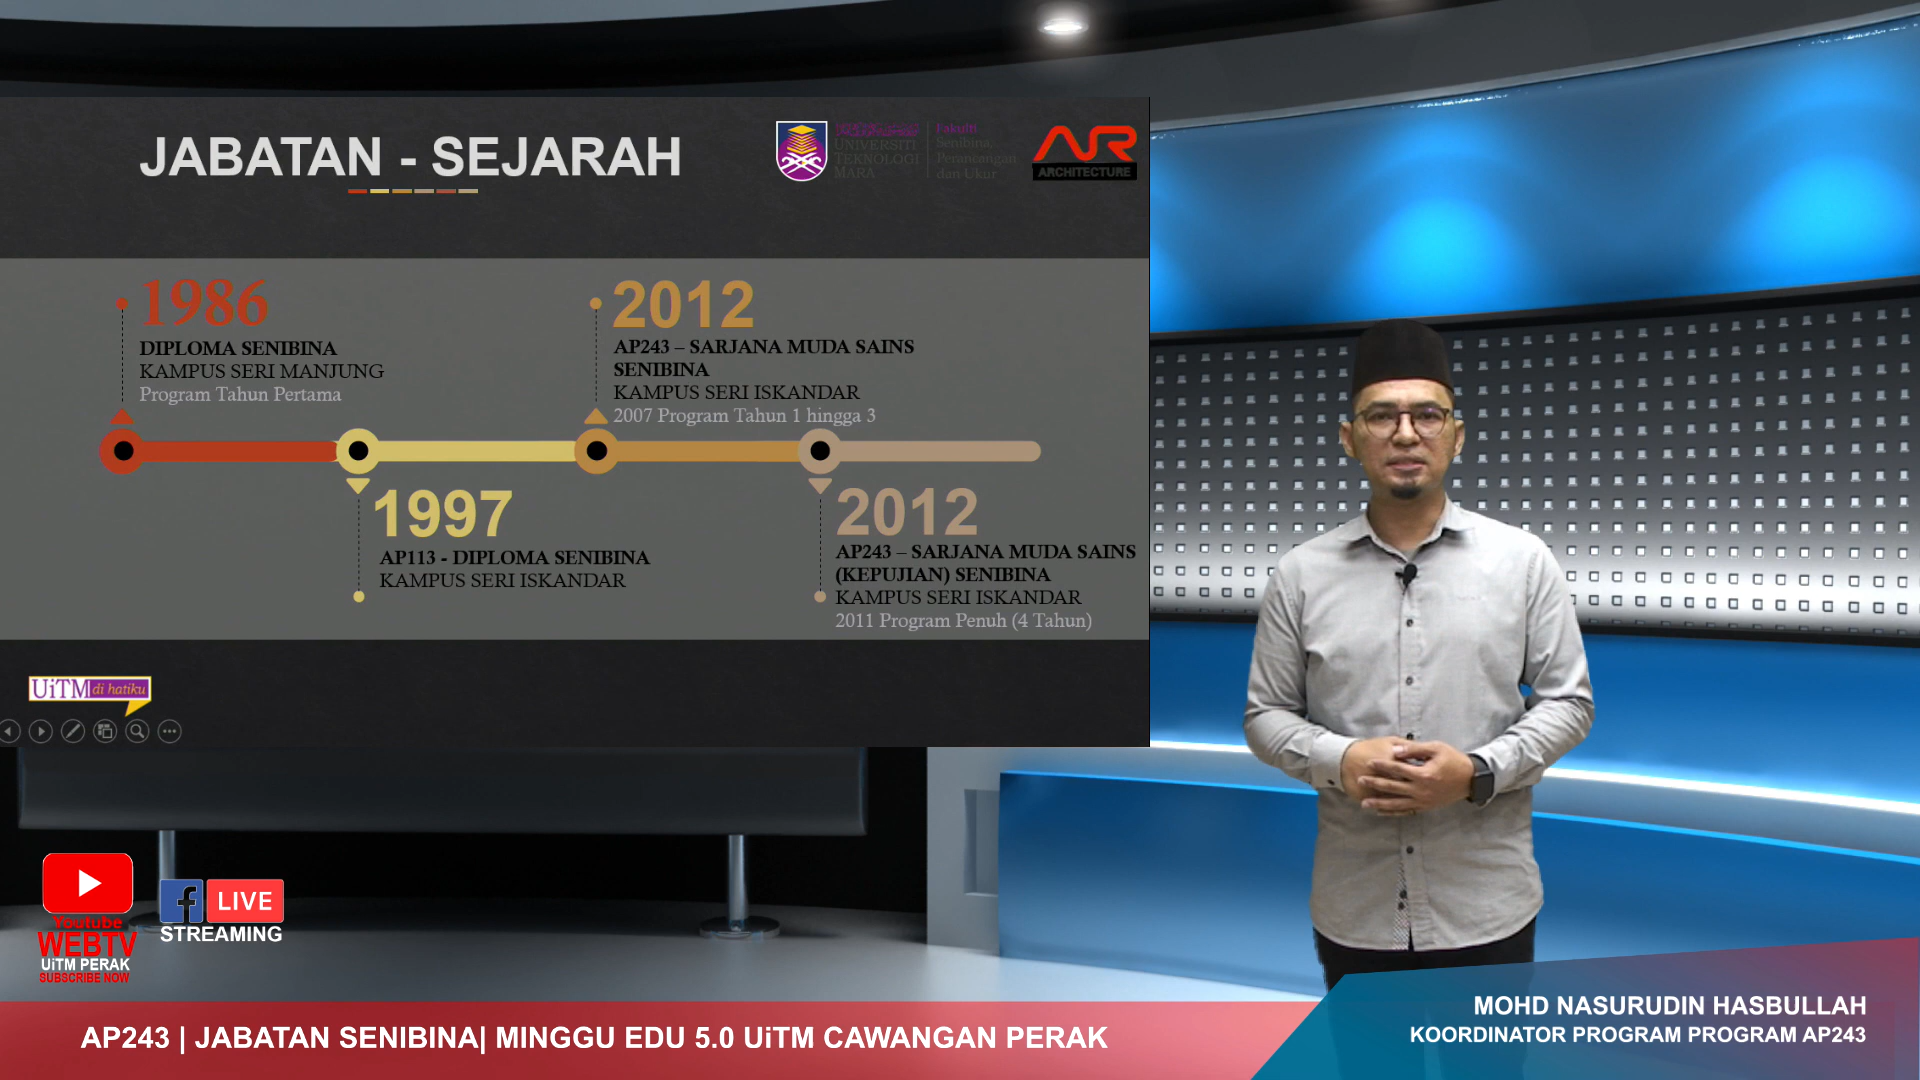 JABATAN - SEJARAH
UNIVERSITI
TEKNOLOGI
MARA
Fakulti
Senibina,
Perancangan
dan Ukur
AR
ARCHITECTURE
1986
DIPLOMA SENIBINA
KAMPUS SERI MANJUNG
Program Tahun Pertama
2012
AP243 – SARJANA MUDA SAINS
SENIBINA
KAMPUS SERI ISKANDAR
2007 Program Tahun 1 hingga 3
1997
AP113 - DIPLOMA SENIBINA
KAMPUS SERI ISKANDAR
2012
AP243 – SARJANA MUDA SAINS
(KEPUJIAN) SENIBINA
KAMPUS SERI ISKANDAR
2011 Program Penuh (4 Tahun)
UiTM di hatiku
Youtube
WEBTV
UiTM PERAK
SUBSCRIBE NOW
f LIVE
STREAMING
AP243 | JABATAN SENIBINA| MINGGU EDU 5.0 UiTM CAWANGAN PERAK
MOHD NASURUDIN HASBULLAH
KOORDINATOR PROGRAM PROGRAM AP243